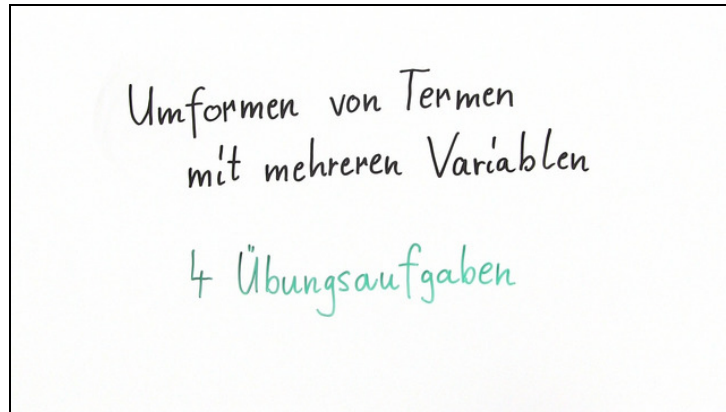 Umformen von Termen
mit mehreren Variablen
4 Übungsaufgaben